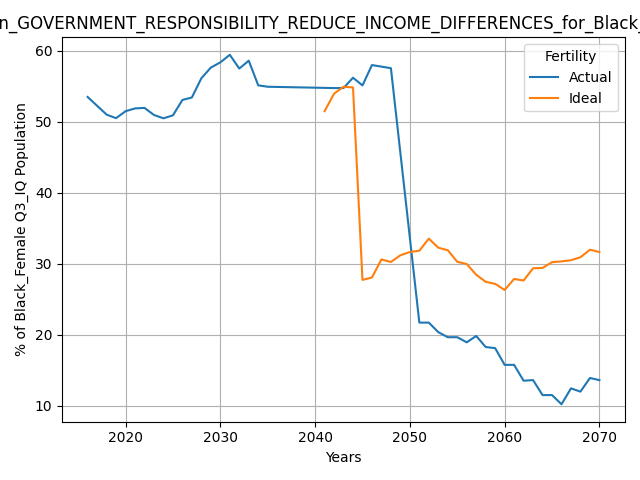 n_GOVERNMENT_RESPONSIBILITY_REDUCE_INCOME_DIFFERENCES_for_Black_
Fertility
Actual
Ideal
60
50
40
30
20
10
% of Black_Female Q3_IQ Population
2020
2030
2040
2050
2060
2070
Years